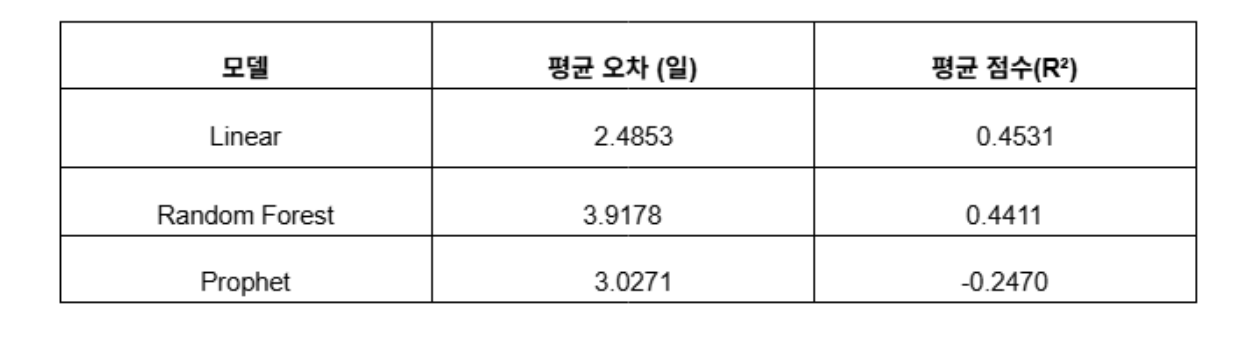 모델 평균 오차 (일) 평균 점수(R²)
Linear 2.4853 0.4531
Random Forest 3.9178 0.4411
Prophet 3.0271 -0.2470